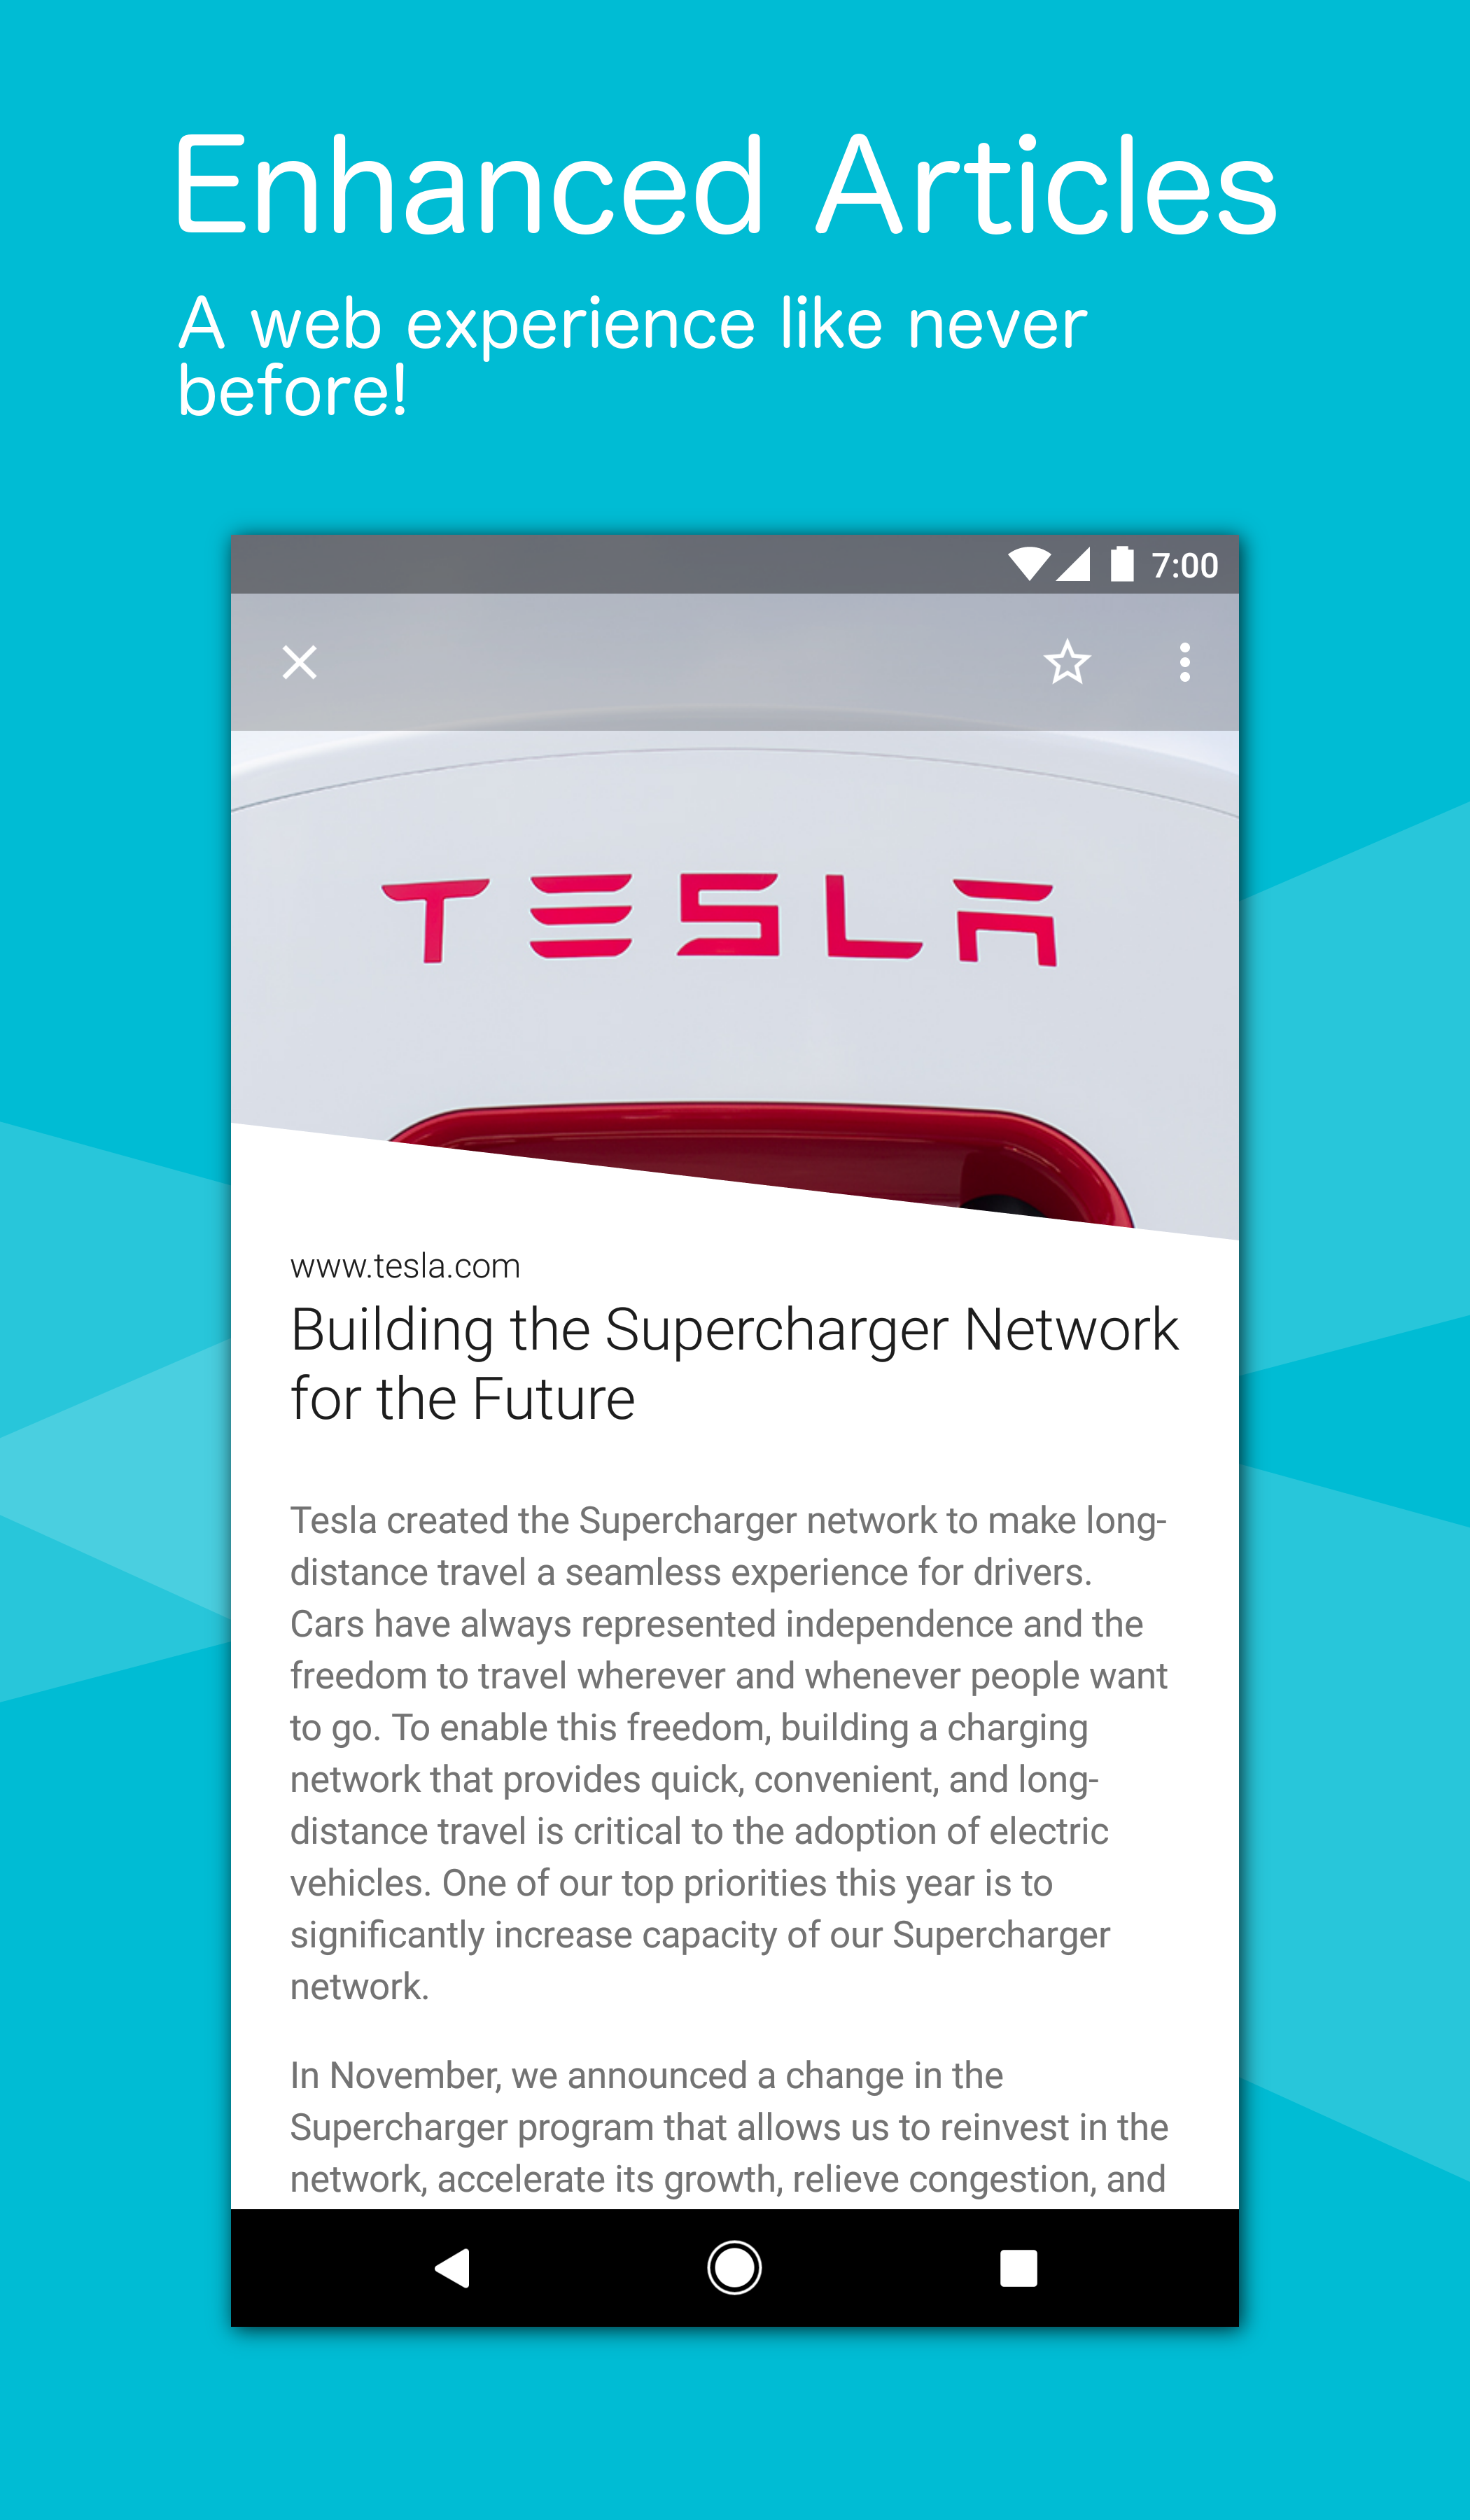 Enhanced Articles
A web experience like never
before!
7:00
TESLA
www.tesla.com
Building the Supercharger Network
for the Future
Tesla created the Supercharger network to make long-
distance travel a seamless experience for drivers.
Cars have always represented independence and the
freedom to travel wherever and whenever people want
to go. To enable this freedom, building a charging
network that provides quick, convenient, and long-
distance travel is critical to the adoption of electric
vehicles. One of our top priorities this year is to
significantly increase capacity of our Supercharger
network.
In November, we announced a change in the
Supercharger program that allows us to reinvest in the
network, accelerate its growth, relieve congestion, and